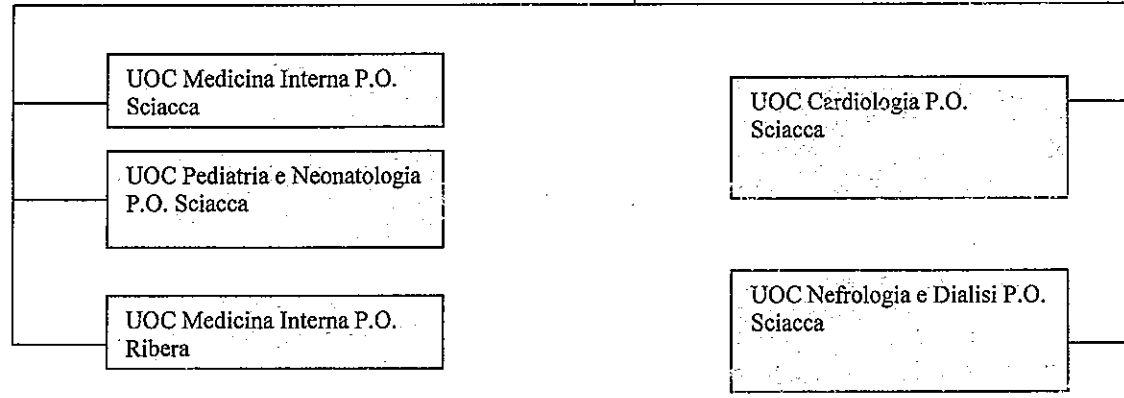 UOC Medicina Interna P.O.
Sciacca
UOC Pediatria e Neonatologia
P.O. Sciacca
UOC Medicina Interna P.O.
Ribera
UOC Cardiologia P.O.
Sciacca
UOC Nefrologia e Dialisi P.O.
Sciacca